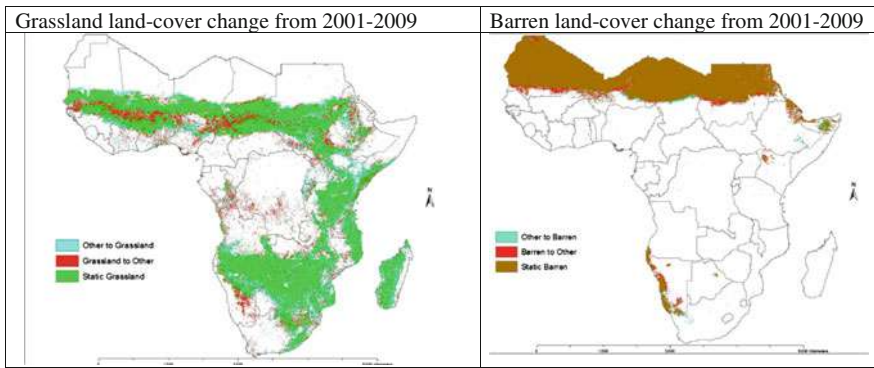 Grassland land-cover change from 2001-2009
Barren land-cover change from 2001-2009
N
Other to Grassland
Grassland to Other
Static Grassland
N
Other to Barren
Barren to Other
Static Barren